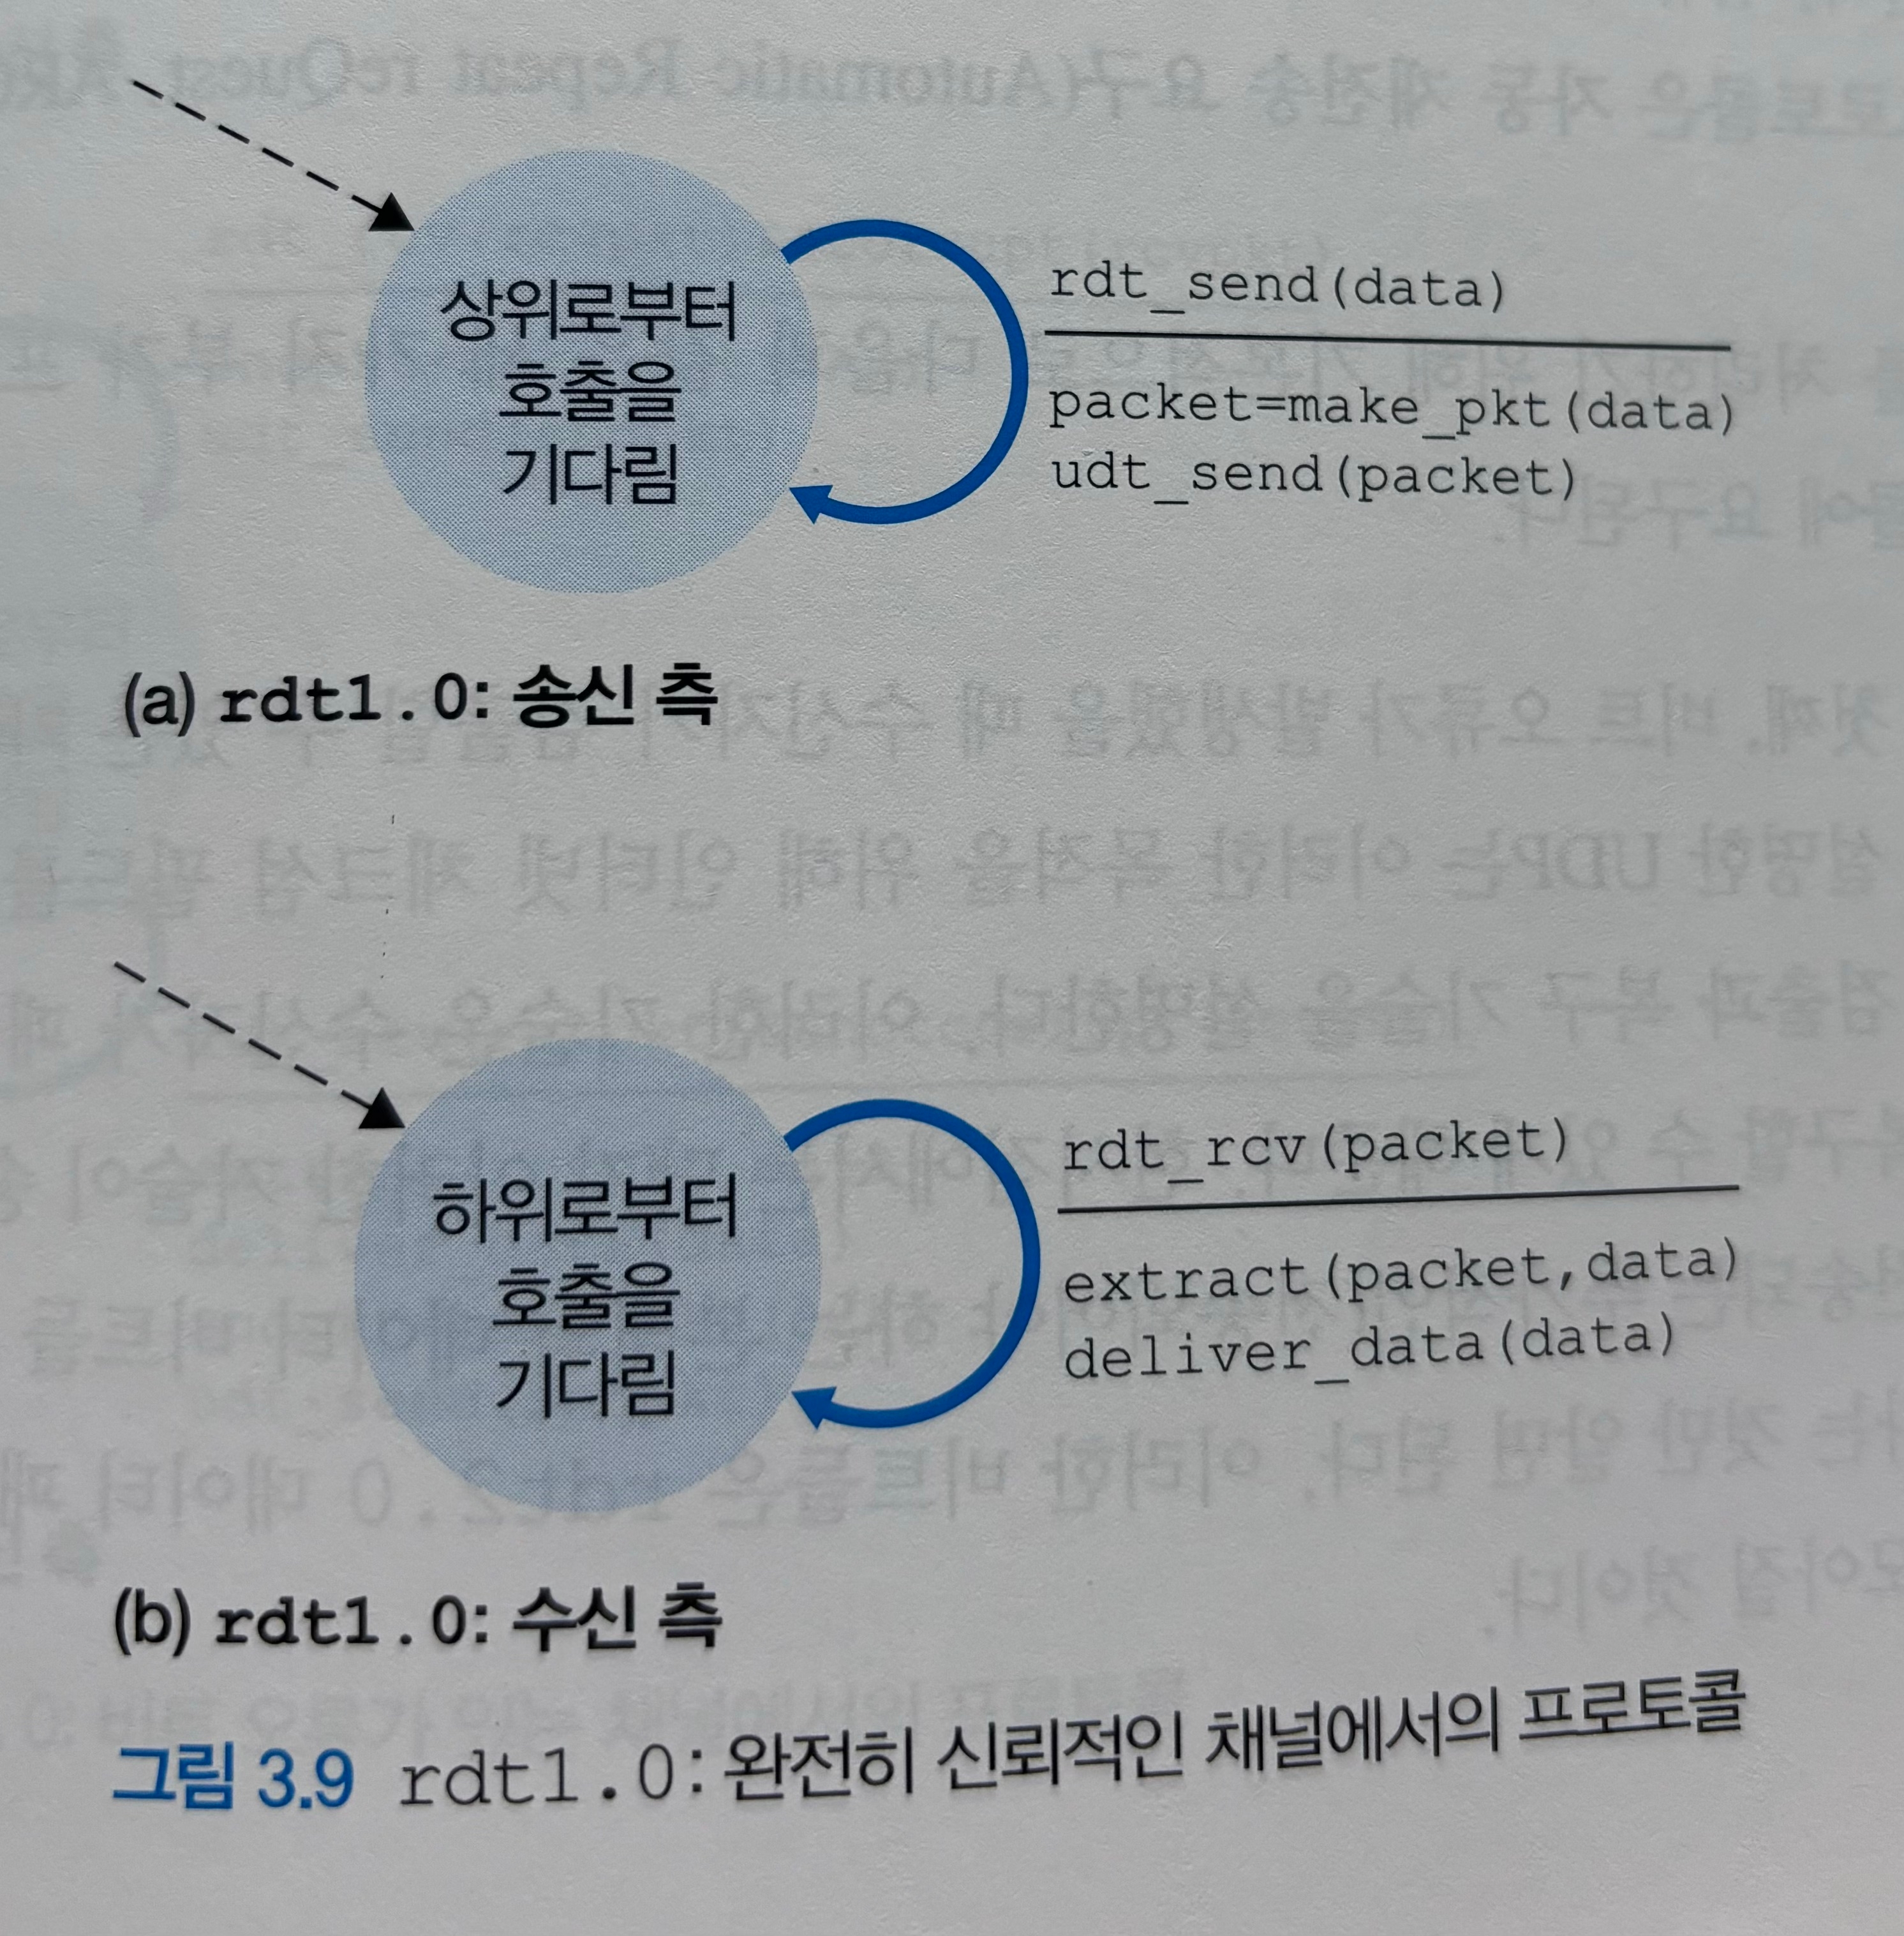 상위로부터
호출을
기다림
rdt_send(data)
packet=make_pkt(data)
udt_send(packet)
(a) rdt1.0: 송신 측
하위로부터
호출을
기다림
rdt_rcv(packet)
extract(packet,data)
deliver_data(data)
(b) rdt1.0: 수신 측
그림 3.9 rdt1.0: 완전히 신뢰적인 채널에서의 프로토콜